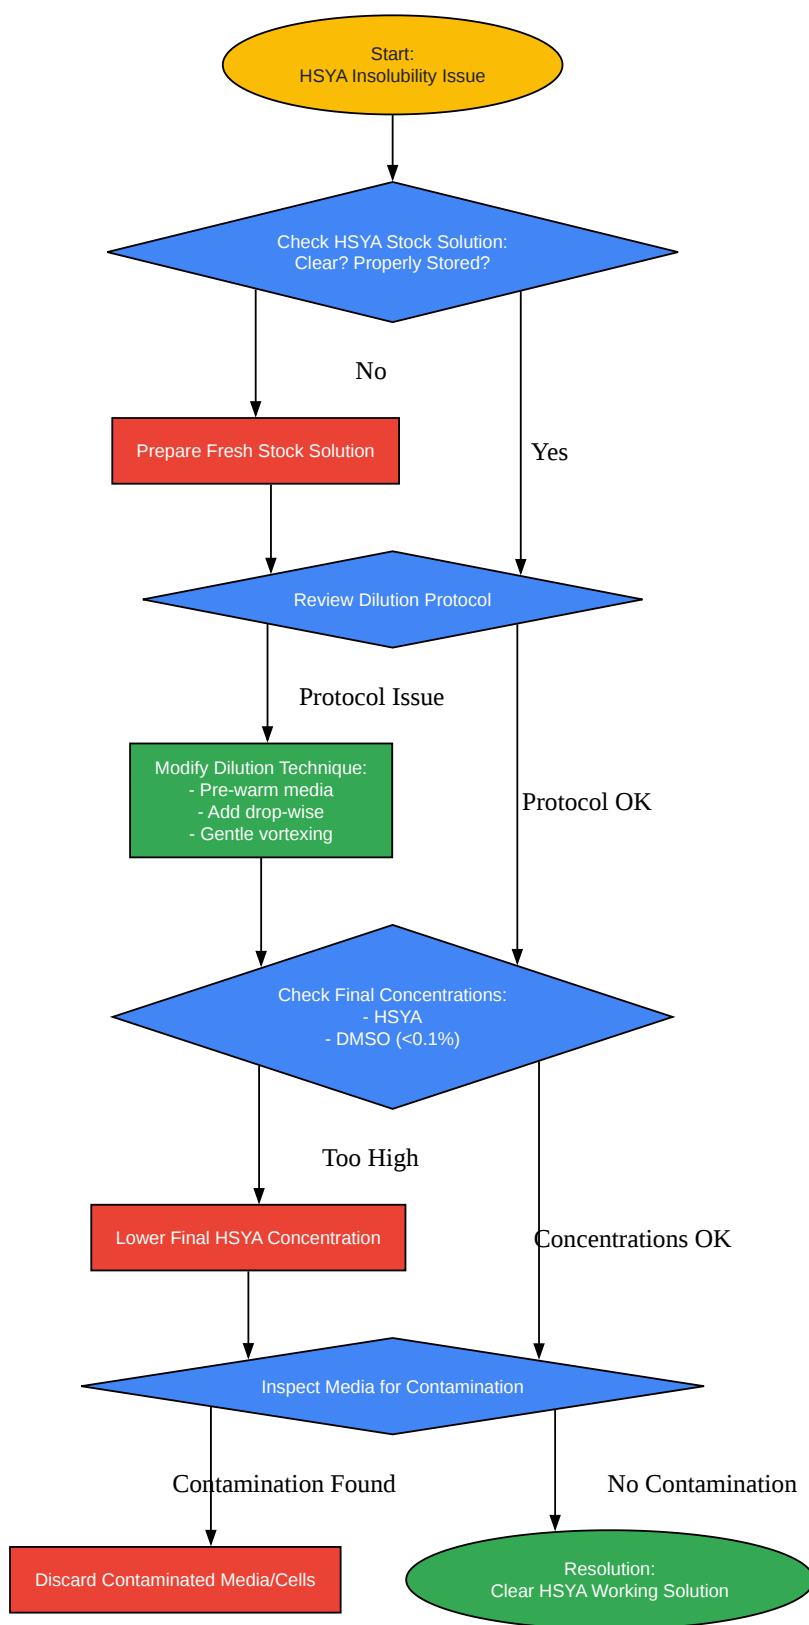 Start:
HSYA Insolubility Issue
Check HSYA Stock Solution:
Clear? Properly Stored?
No
Prepare Fresh Stock Solution
Yes
Review Dilution Protocol
Protocol Issue
Modify Dilution Technique:
- Pre-warm media
- Add drop-wise
- Gentle vortexing
Protocol OK
Check Final Concentrations:
- HSYA
- DMSO (<0.1%)
Too High
Lower Final HSYA Concentration
Concentrations OK
Inspect Media for Contamination
Contamination Found
No Contamination
Discard Contaminated Media/Cells
Resolution:
Clear HSYA Working Solution